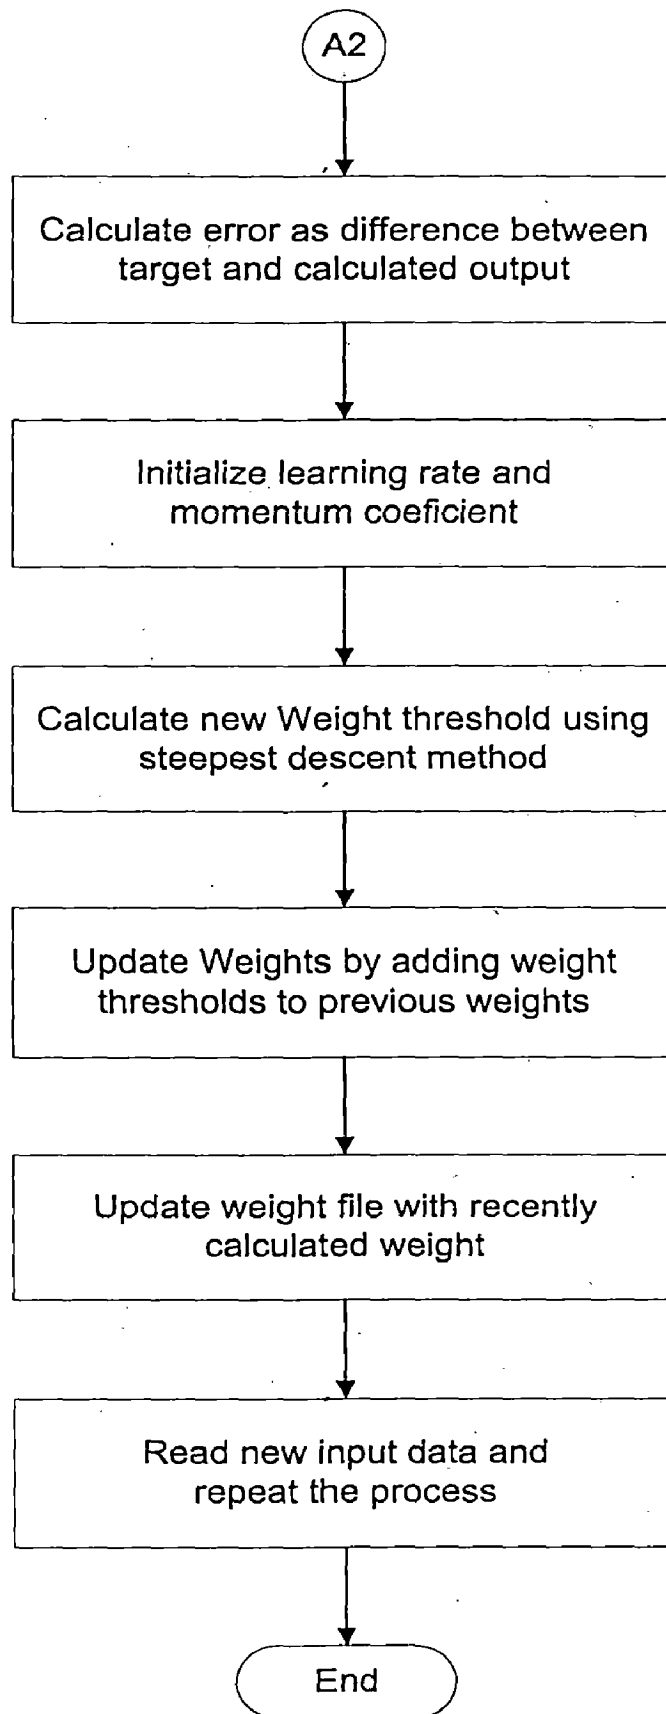 A2
Calculate error as difference between
target and calculated output
Initialize learning rate and
momentum coeficient
Calculate new Weight threshold using
steepest descent method
Update Weights by adding weight
thresholds to previous weights
Update weight file with recently
calculated weight
Read new input data and
repeat the process
End